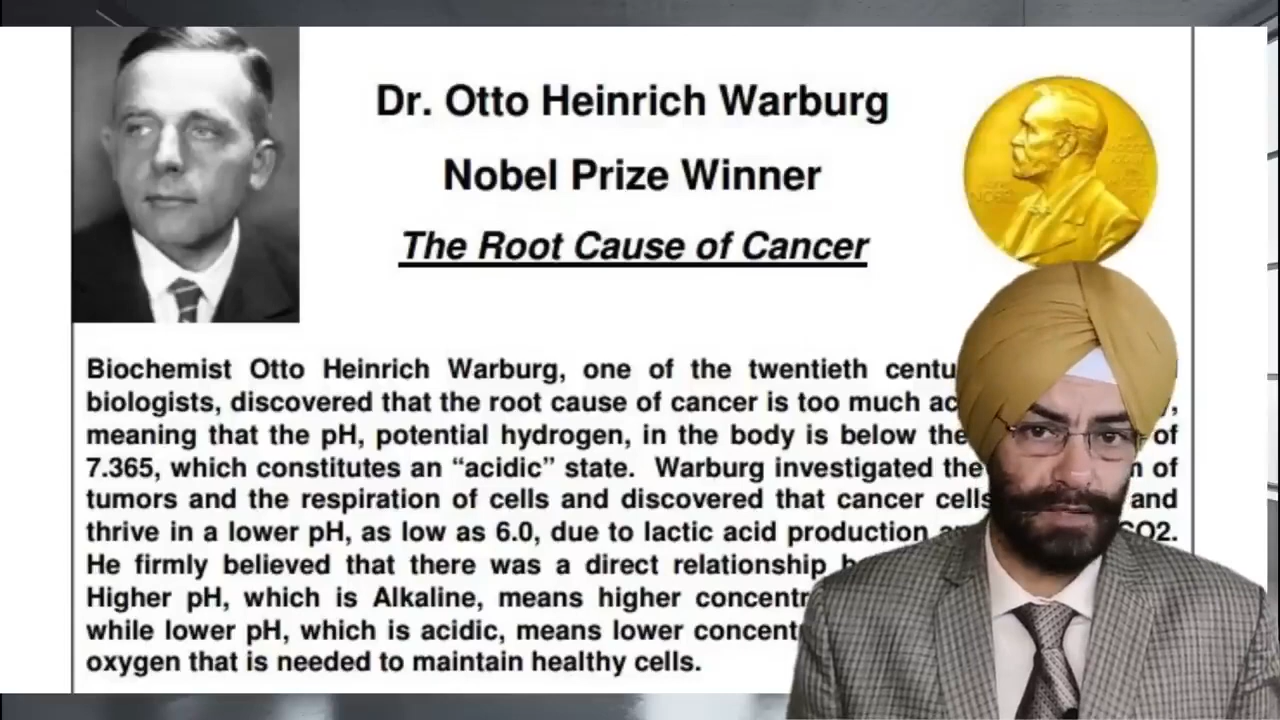 Dr. Otto Heinrich Warburg
Nobel Prize Winner
The Root Cause of Cancer
Biochemist Otto Heinrich Warburg, one of the twentieth
biologists, discovered that the root cause of cancer is too much
meaning that the pH, potential hydrogen, in the body is below the of
7.365, which constitutes an “acidic” state. Warburg investigated the of
tumors and the respiration of cells and discovered that cancer cells and
thrive in a lower pH, as low as 6.0, due to lactic acid production CO2.
He firmly believed that there was a direct relationship
Higher pH, which is Alkaline, means higher
while lower pH, which is acidic, means lower
oxygen that is needed to maintain healthy cells.